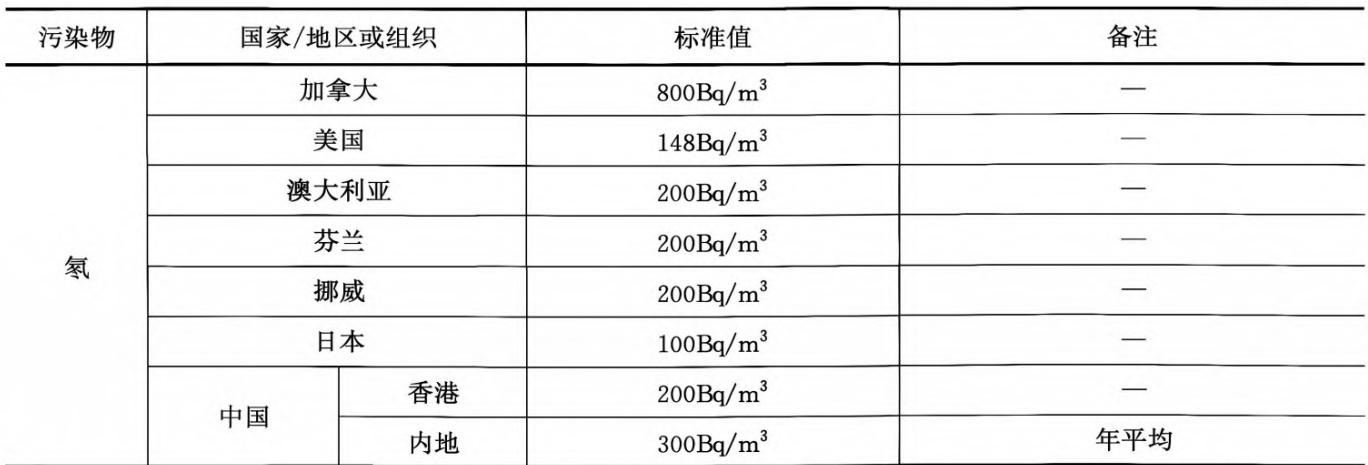 污染物 国家/地区或组织 标准值 备注
加拿大 800Bq/m³ —
美国 148Bq/m³ —
澳大利亚 200Bq/m³ —
芬兰 200Bq/m³ —
氡 挪威 200Bq/m³ —
日本 100Bq/m³ —
中国 香港 200Bq/m³ —
内地 300Bq/m³ 年平均